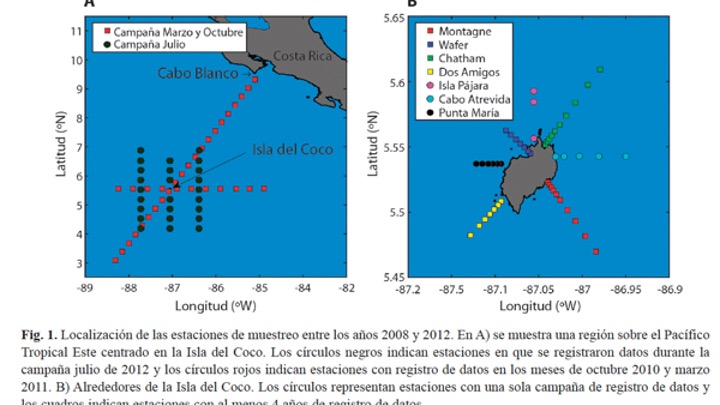 A
B
Campaña Marzo y Octubre
Campaña Julio
Costa Rica
Cabo Blanco
Isla del Coco
11
10
9
8
7
6
5
4
3
Latitud (ºN)
-89
-88
-87
-86
-85
-84
-82
Longitud (ºW)
Montagne
Wafer
Chatham
Dos Amigos
Isla Pájara
Cabo Atrevida
Punta María
5.65
5.6
5.55
5.5
5.45
Latitud (ºN)
-87.2
-87.5
-87.1
-87.05
-87
-86.95
-86.9
Longitud (ºW)
Fig. 1. Localización de las estaciones de muestreo entre los años 2008 y 2012. En A) se muestra una región sobre el Pacífico
Tropical Este centrado en la Isla del Coco. Los círculos negros indican estaciones en que se registraron datos durante la
campaña julio de 2012 y los círculos rojos indican estaciones con registro de datos en los meses de octubre 2010 y marzo
2011. B) Alrededores de la Isla del Coco. Los círculos representan estaciones con una sola campaña de registro de datos y
los cuadros indican estaciones con al menos 4 años de registro de datos.